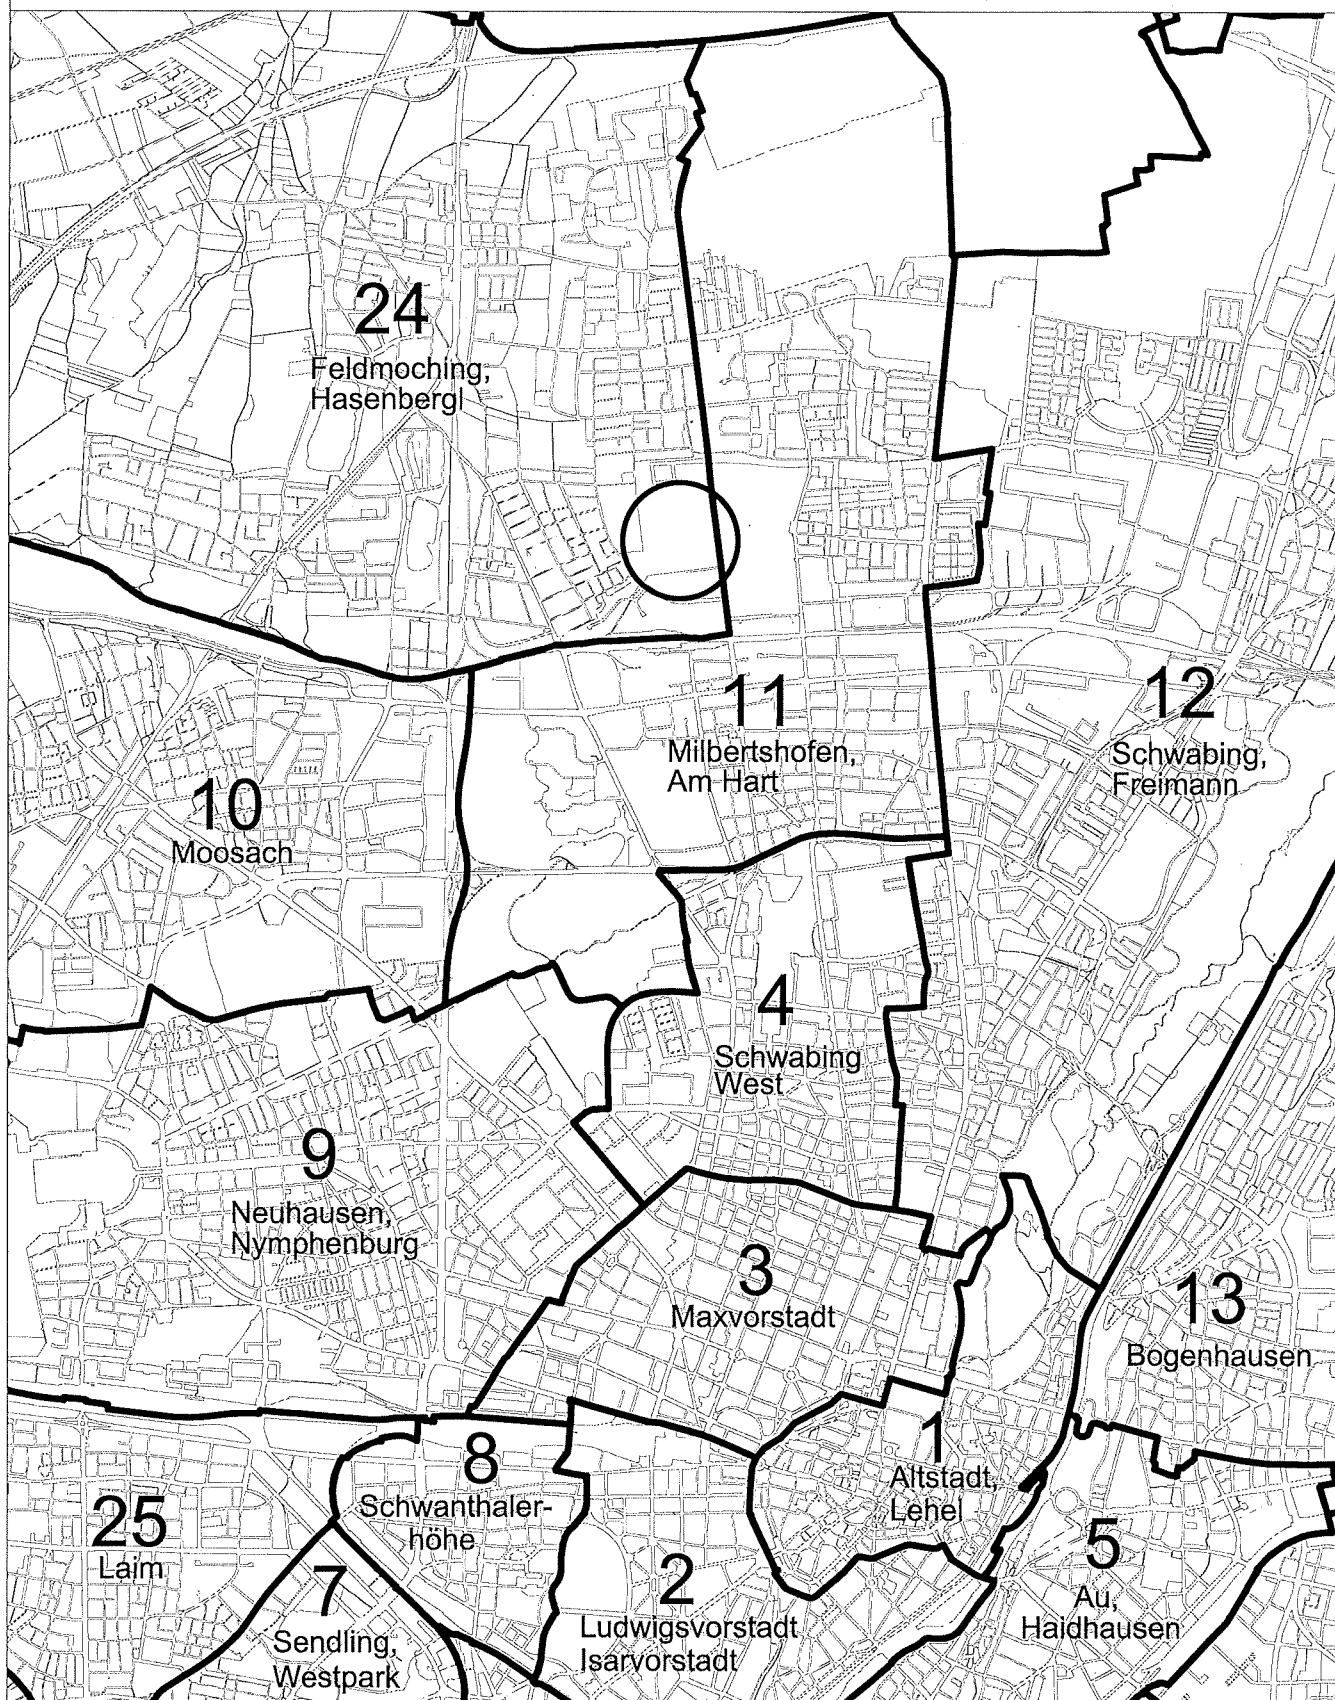 24
Feldmoching,
Hasenbergl
11
Milbertshofen,
Am Hart
12
Schwabing,
Freimann
10
Moosach
4
Schwabing
West
9
Neuhausen,
Nymphenburg
3
Maxvorstadt
13
Bogenhausen
1
Altstadt,
Lehel
8
Schwanthaler-
höhe
25
Laim
7
Sendling,
Westpark
2
Ludwigsvorstadt
Isarvorstadt
5
Au,
Haidhausen